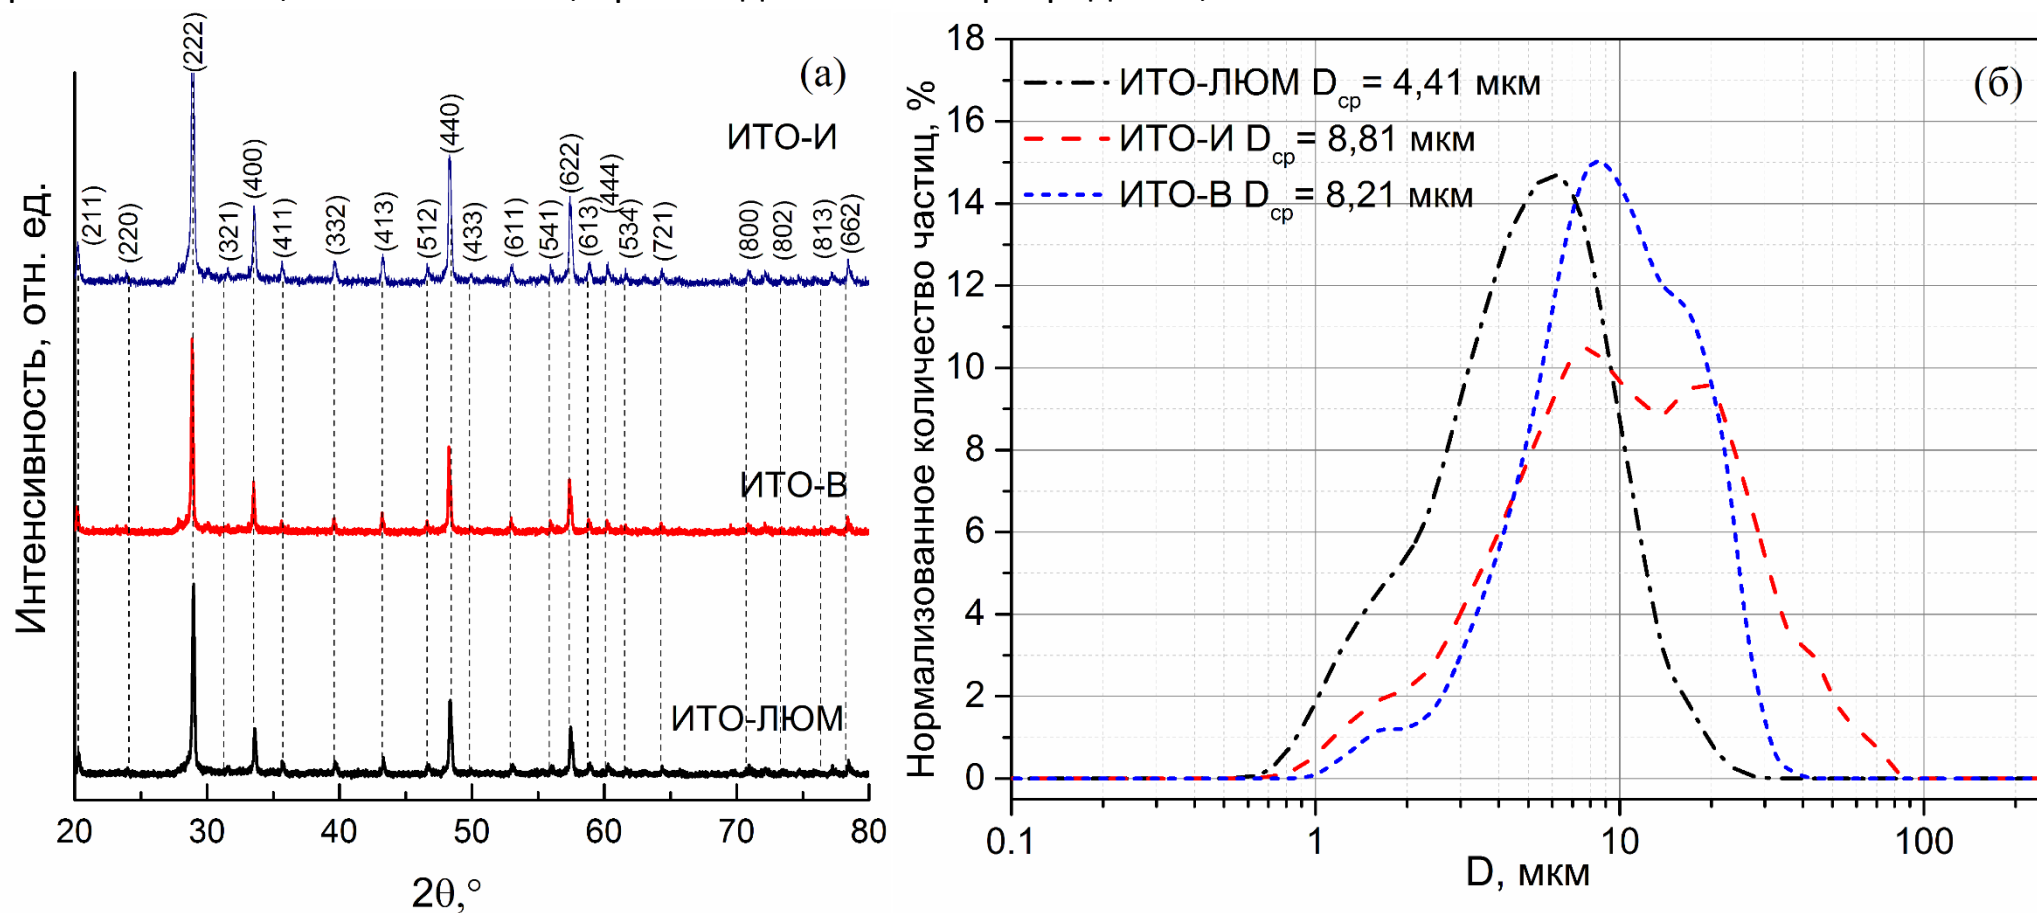 (а)
ИТО-И
ИТО-В
ИТО-ЛЮМ
(211)
(220)
(222)
(321)
(400)
(411)
(332)
(413)
(512)
(440)
(433)
(611)
(541)
(622)
(613)
(444)
(534)
(721)
(800)
(802)
(813)
(662)
Интенсивность, отн. ед.
20 30 40 50 60 70 80
2θ,°
(б)
ИТО-ЛЮМ Dср= 4,41 мкм
ИТО-И Dср= 8,81 мкм
ИТО-В Dср= 8,21 мкм
Нормализованное количество частиц, %
18
16
14
12
10
8
6
4
2
0
0.1 1 10 100
D, мкм